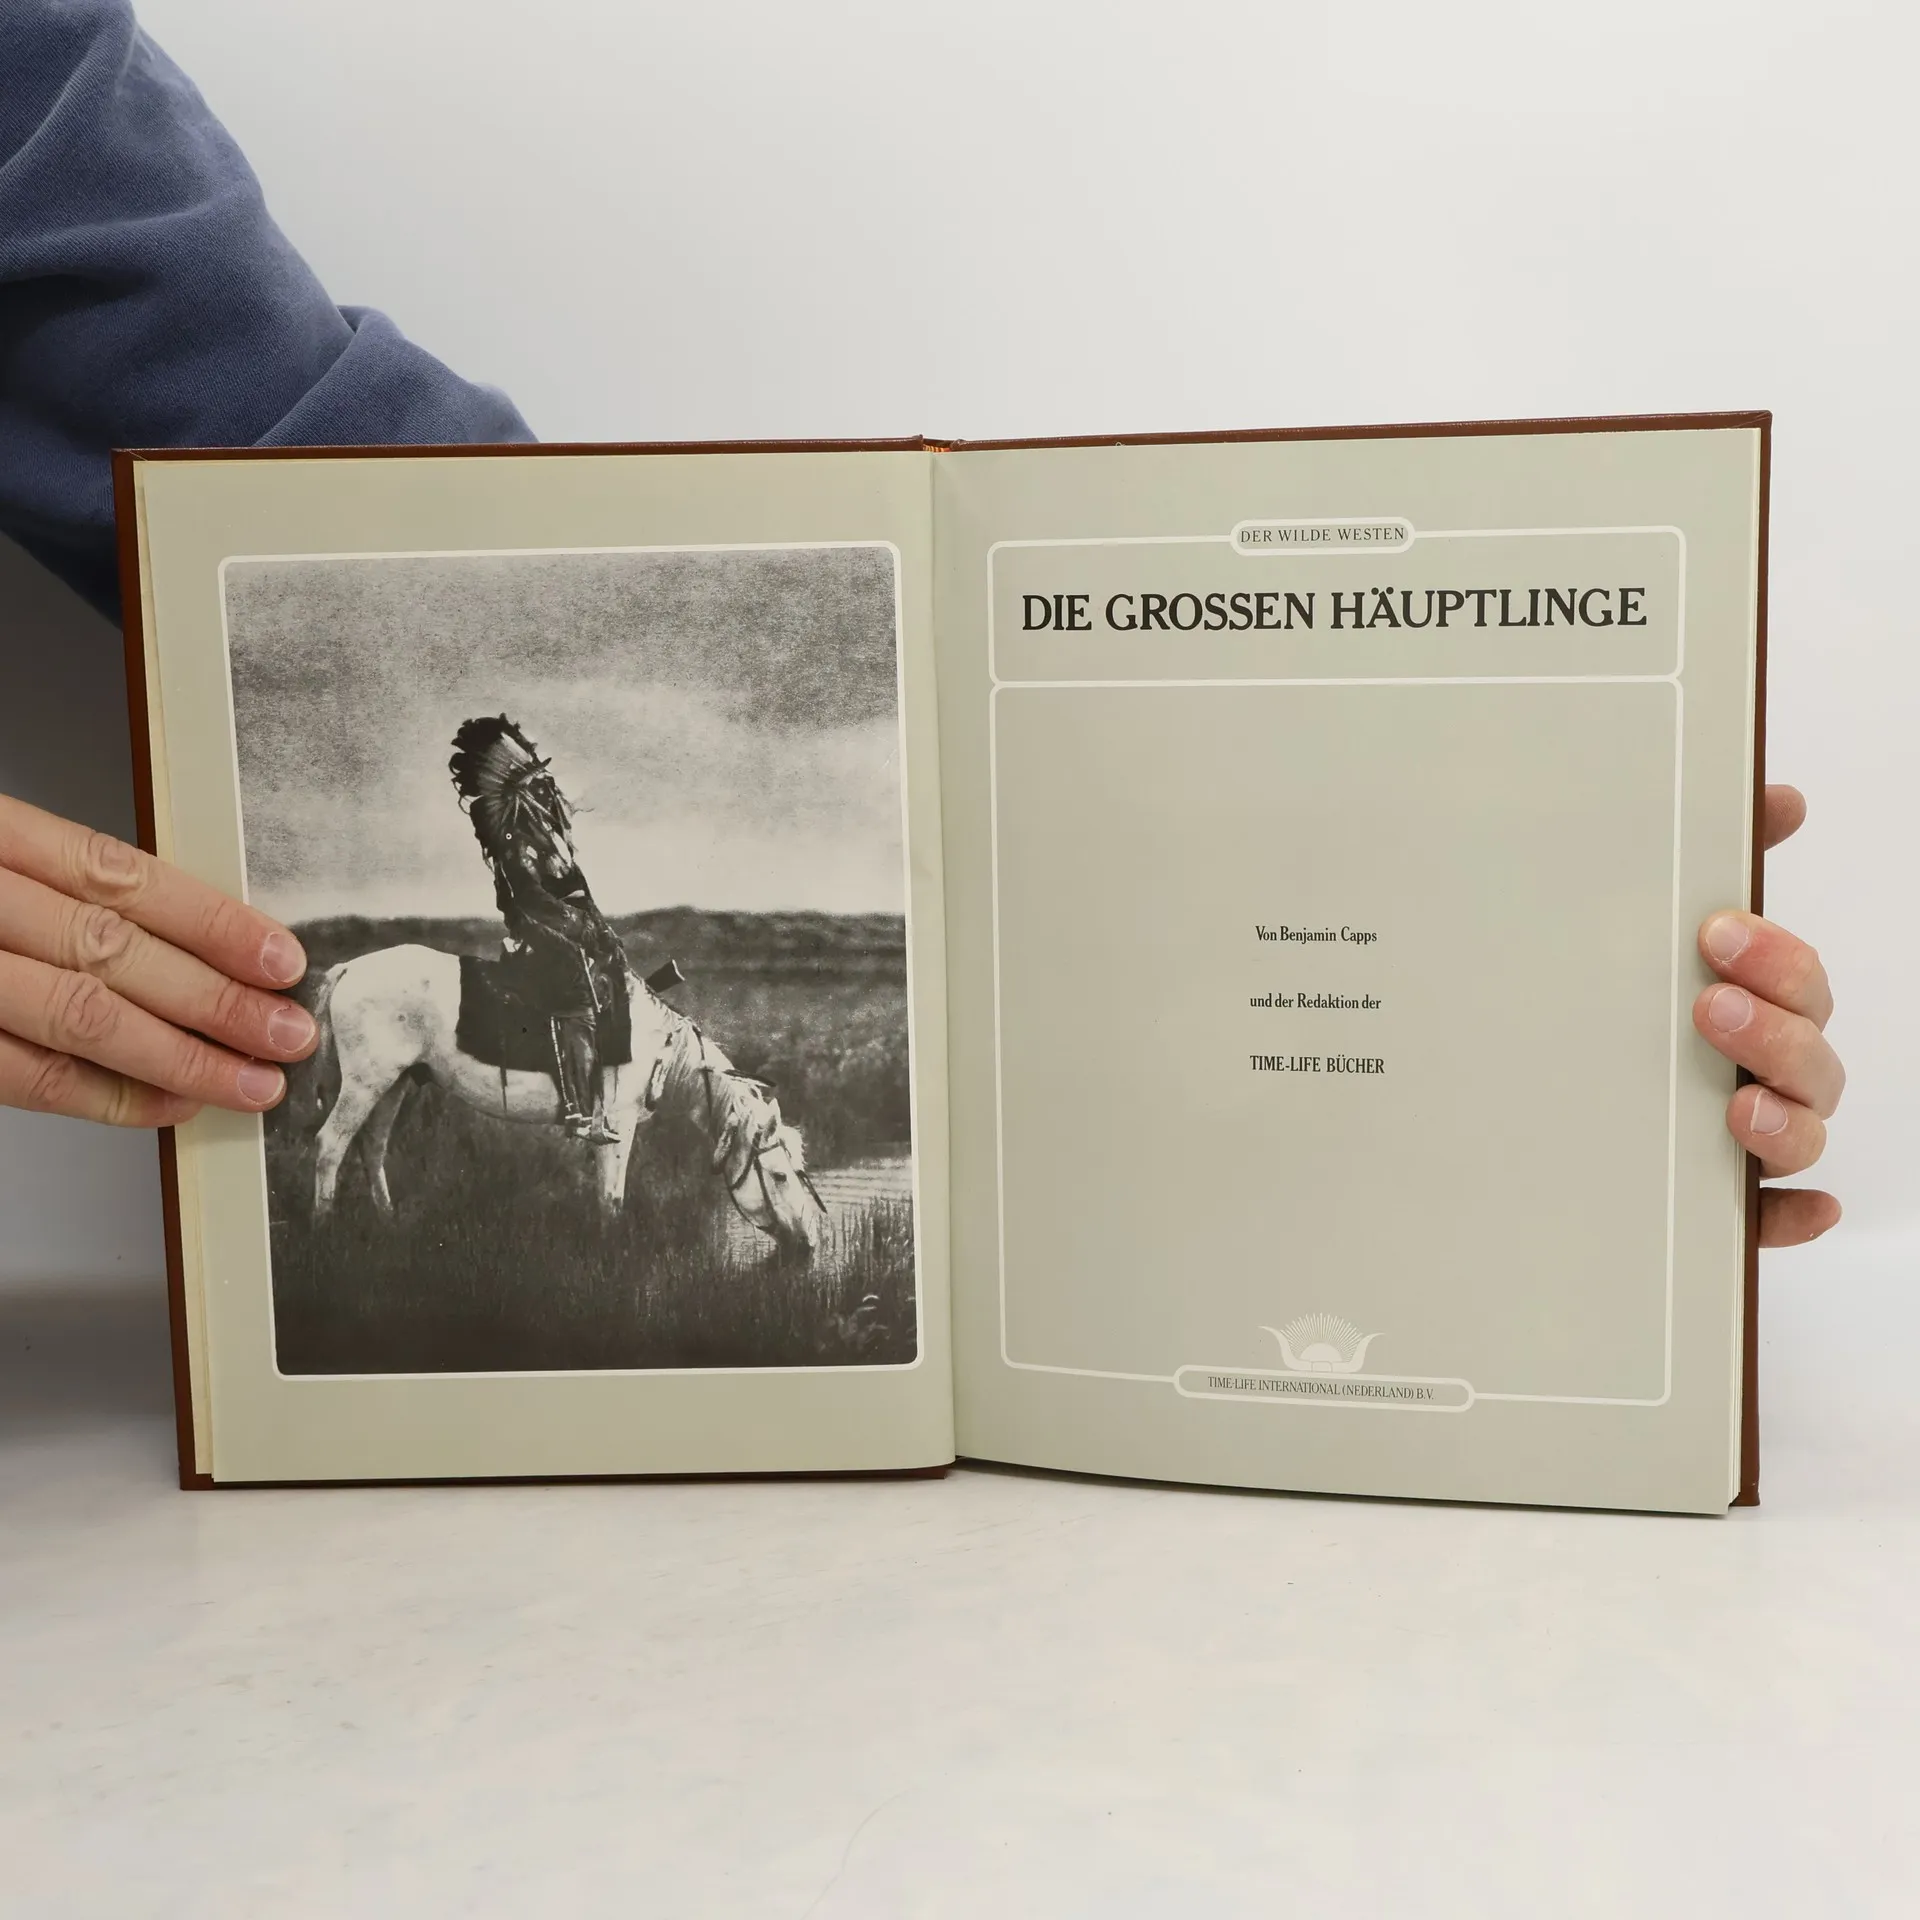 DER WILDE WESTEN
DIE GROSSEN HÄUPTLINGE
Von Benjamin Capps
und der Redaktion der
TIME-LIFE BÜCHER
TIME-LIFE INTERNATIONAL (NEDERLAND) B.V.